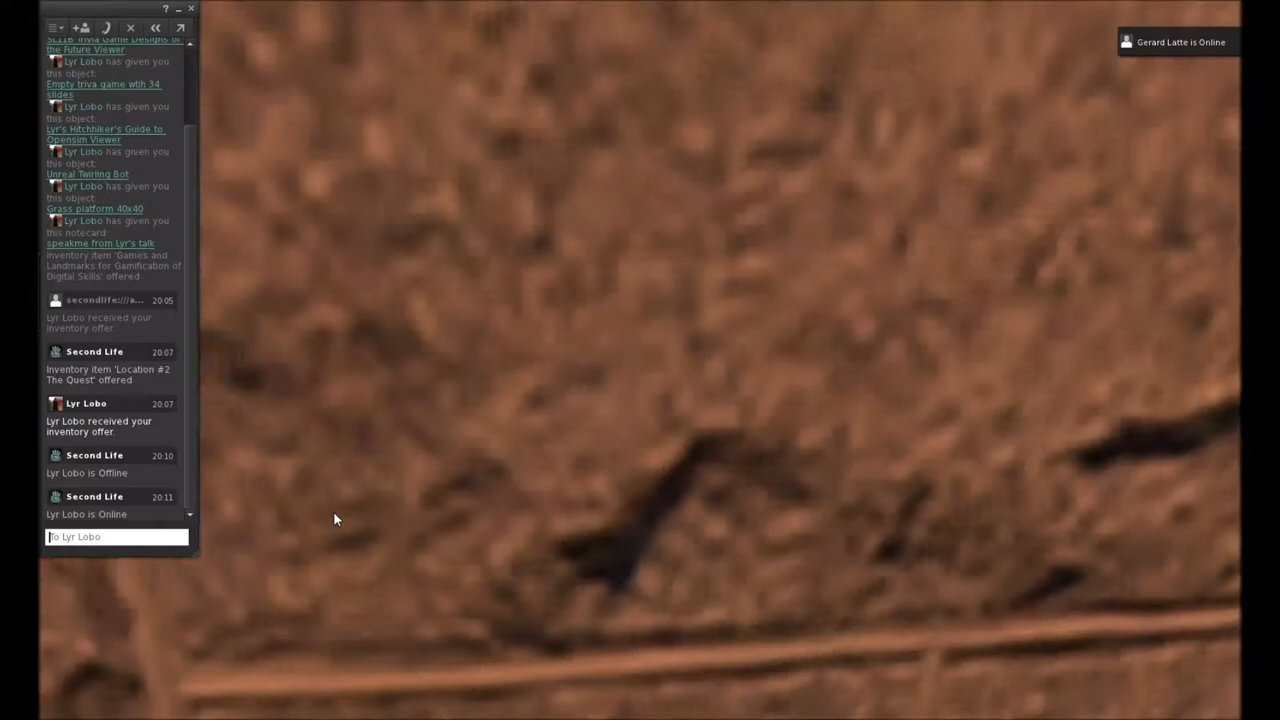 SL11B Trivia Game Designs of
the Future Viewer
Lyr Lobo has given you
this object:
Empty triva game wtih 34
slides
Lyr Lobo has given you
this object:
Lyr's Hitchhiker's Guide to
Opensim Viewer
Lyr Lobo has given you
this object:
Unreal Twirling Bot
Lyr Lobo has given you
this object:
Grass platform 40x40
Lyr Lobo has given you
this notecard:
speakme from Lyr's talk
Inventory item 'Games and
Landmarks for Gamification of
Digital Skills' offered
secondlife:///a... 20:05
Lyr Lobo received your
inventory offer.
Second Life 20:07
Inventory item 'Location #2
The Quest' offered
Lyr Lobo 20:07
Lyr Lobo received your
inventory offer.
Second Life 20:10
Lyr Lobo is Offline
Second Life 20:11
Lyr Lobo is Online
To Lyr Lobo
Gerard Latte is Online